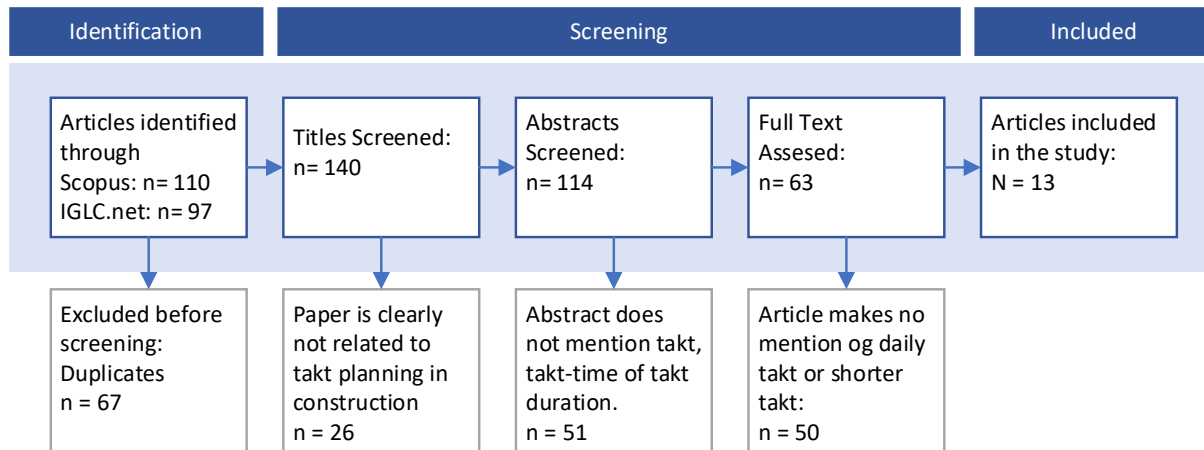 Identification
Screening
Included
Articles identified
through
Scopus: n= 110
IGLC.net: n= 97
Titles Screened:
n= 140
Abstracts
Screened:
n= 114
Full Text
Assesed:
n= 63
Articles included
in the study:
N = 13
Excluded before
screening:
Duplicates
n = 67
Paper is clearly
not related to
takt planning in
construction
n = 26
Abstract does
not mention takt,
takt-time of takt
duration.
n = 51
Article makes no
mention og daily
takt or shorter
takt:
n = 50